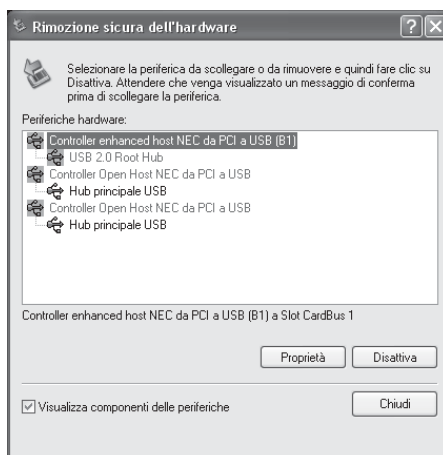 Rimozione sicura dell'hardware
Selezionare la periferica da scollegare o da rimuovere e quindi fare clic su
Disattiva. Attendere che venga visualizzato un messaggio di conferma
prima di scollegare la periferica.
Periferiche hardware:
Controller enhanced host NEC da PCI a USB (B1)
USB 2.0 Root Hub
Controller Open Host NEC da PCI a USB
Hub principale USB
Controller Open Host NEC da PCI a USB
Hub principale USB
Controller enhanced host NEC da PCI a USB (B1) a Slot CardBus 1
Proprietà Disattiva
Visualizza componenti delle periferiche Chiudi